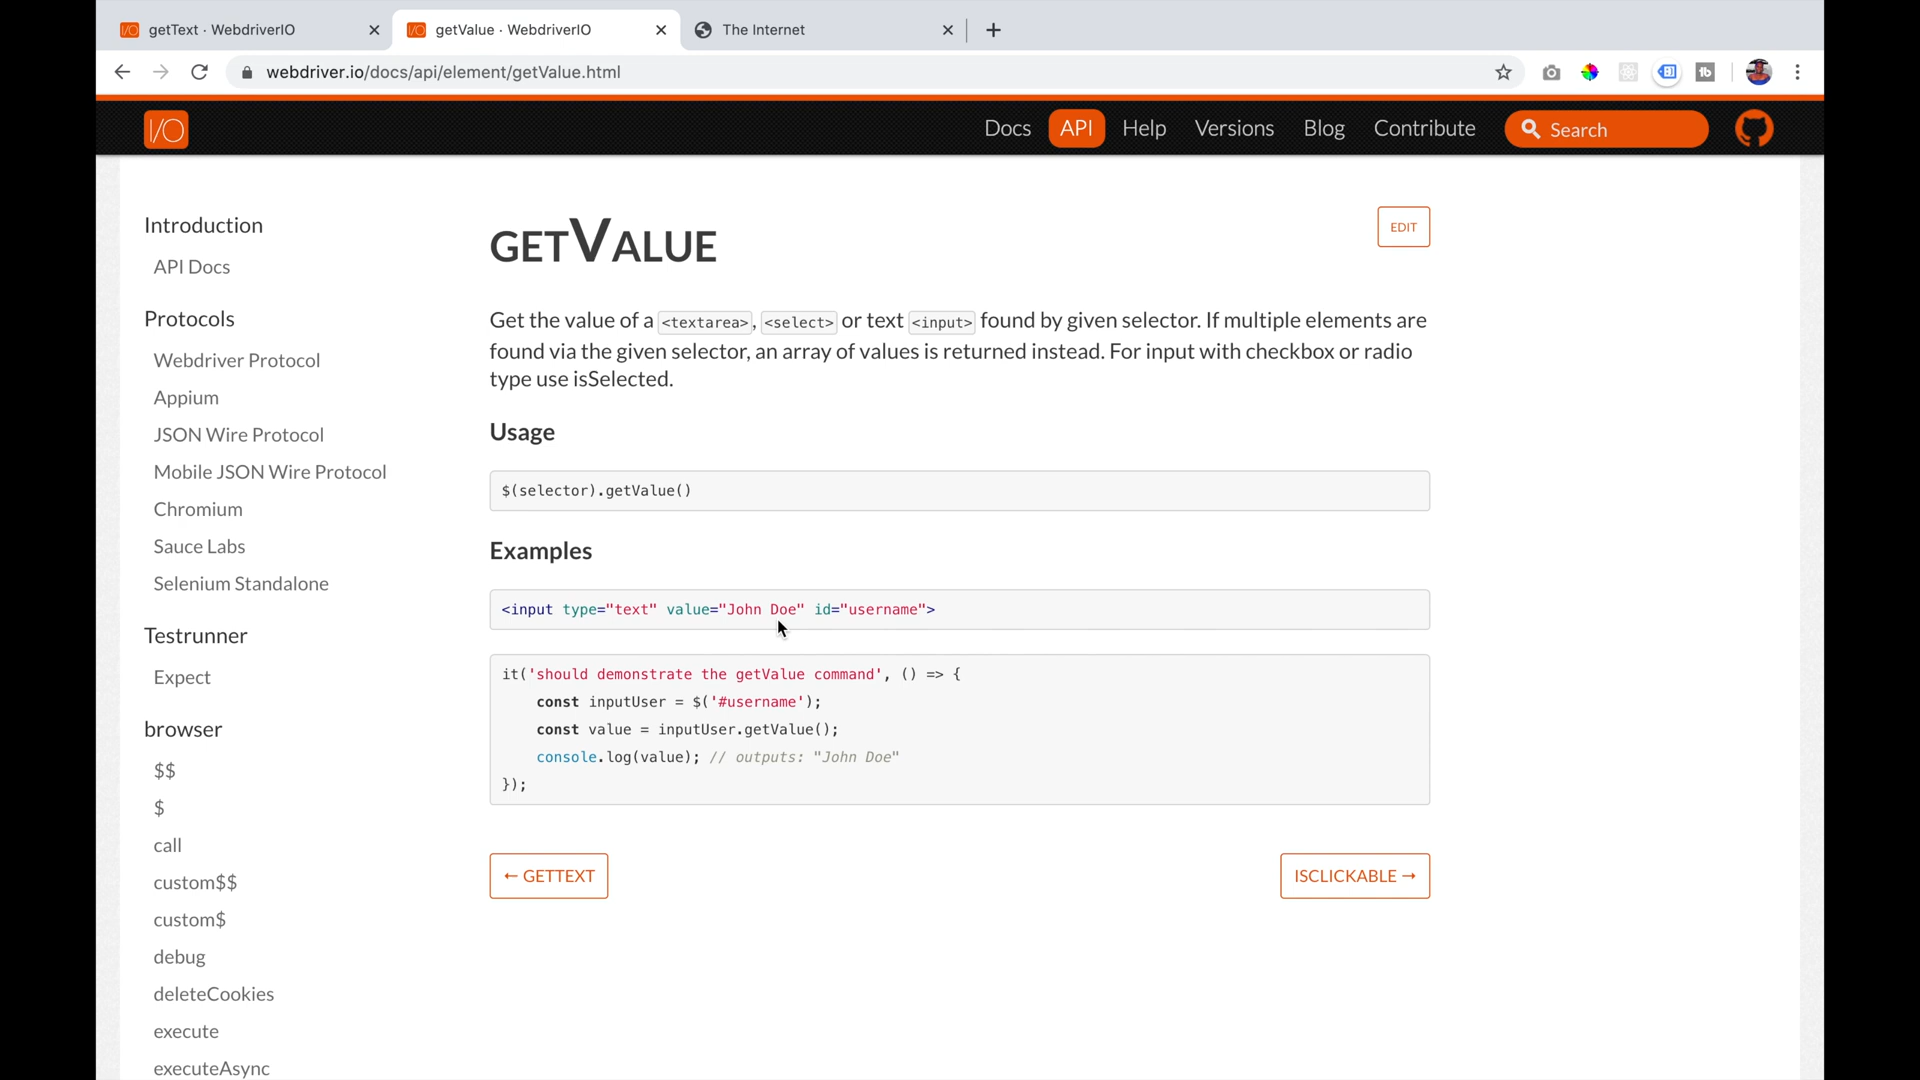 getText · WebdriverIO
getValue · WebdriverIO
The Internet
webdriver.io/docs/api/element/getValue.html
I/O
Docs
API
Help
Versions
Blog
Contribute
Search
Introduction
API Docs
Protocols
Webdriver Protocol
Appium
JSON Wire Protocol
Mobile JSON Wire Protocol
Chromium
Sauce Labs
Selenium Standalone
Testrunner
Expect
browser
$$
$
call
custom$$
custom$
debug
deleteCookies
execute
executeAsync
GETVALUE
EDIT
Get the value of a <textarea>, <select> or text <input> found by given selector. If multiple elements are
found via the given selector, an array of values is returned instead. For input with checkbox or radio
type use isSelected.
Usage
$(selector).getValue()
Examples
<input type="text" value="John Doe" id="username">
it('should demonstrate the getValue command', () => {
const inputUser = $('#username');
const value = inputUser.getValue();
console.log(value); // outputs: "John Doe"
});
← GETTEXT
ISCLICKABLE →